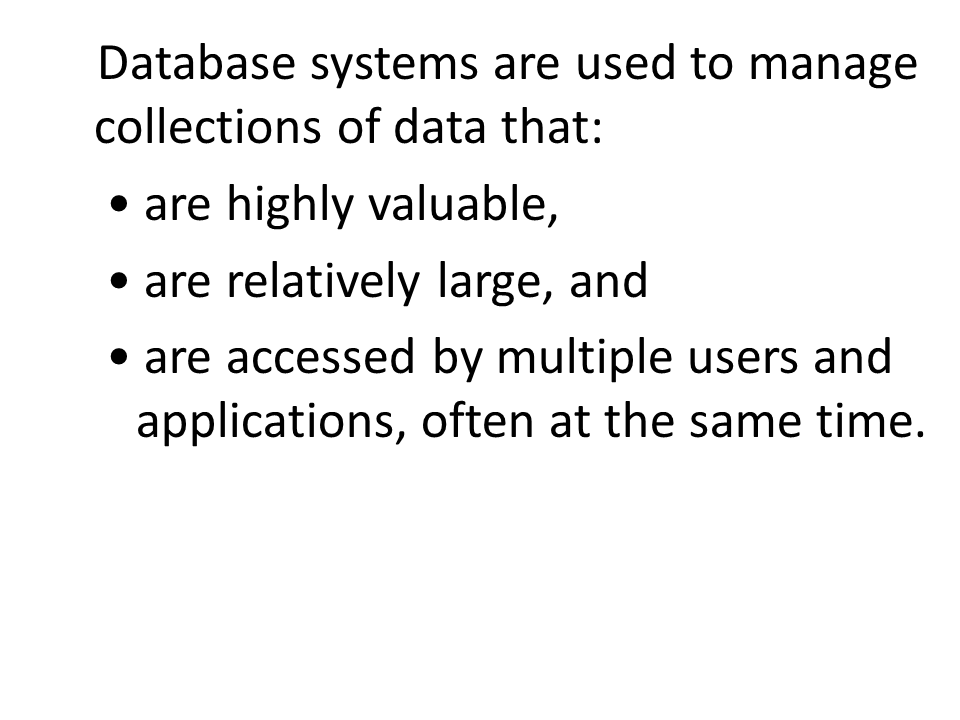 Database systems are used to manage
collections of data that:
• are highly valuable,
• are relatively large, and
• are accessed by multiple users and
applications, often at the same time.